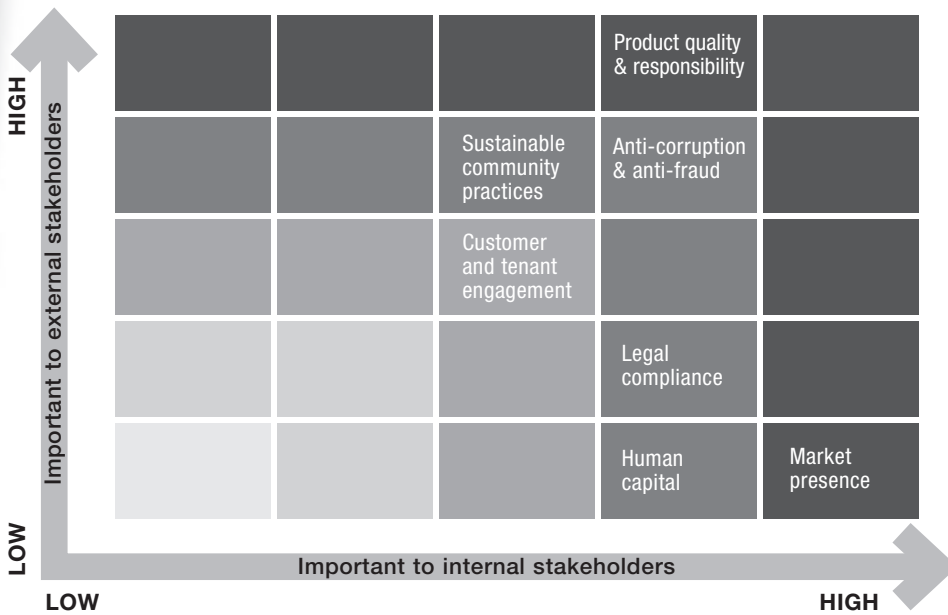 HIGH
Important to external stakeholders
LOW
Product quality
& responsibility
Sustainable
community
practices
Anti-corruption
& anti-fraud
Customer
and tenant
engagement
Legal
compliance
Human
capital
Market
presence
Important to internal stakeholders
LOW
HIGH